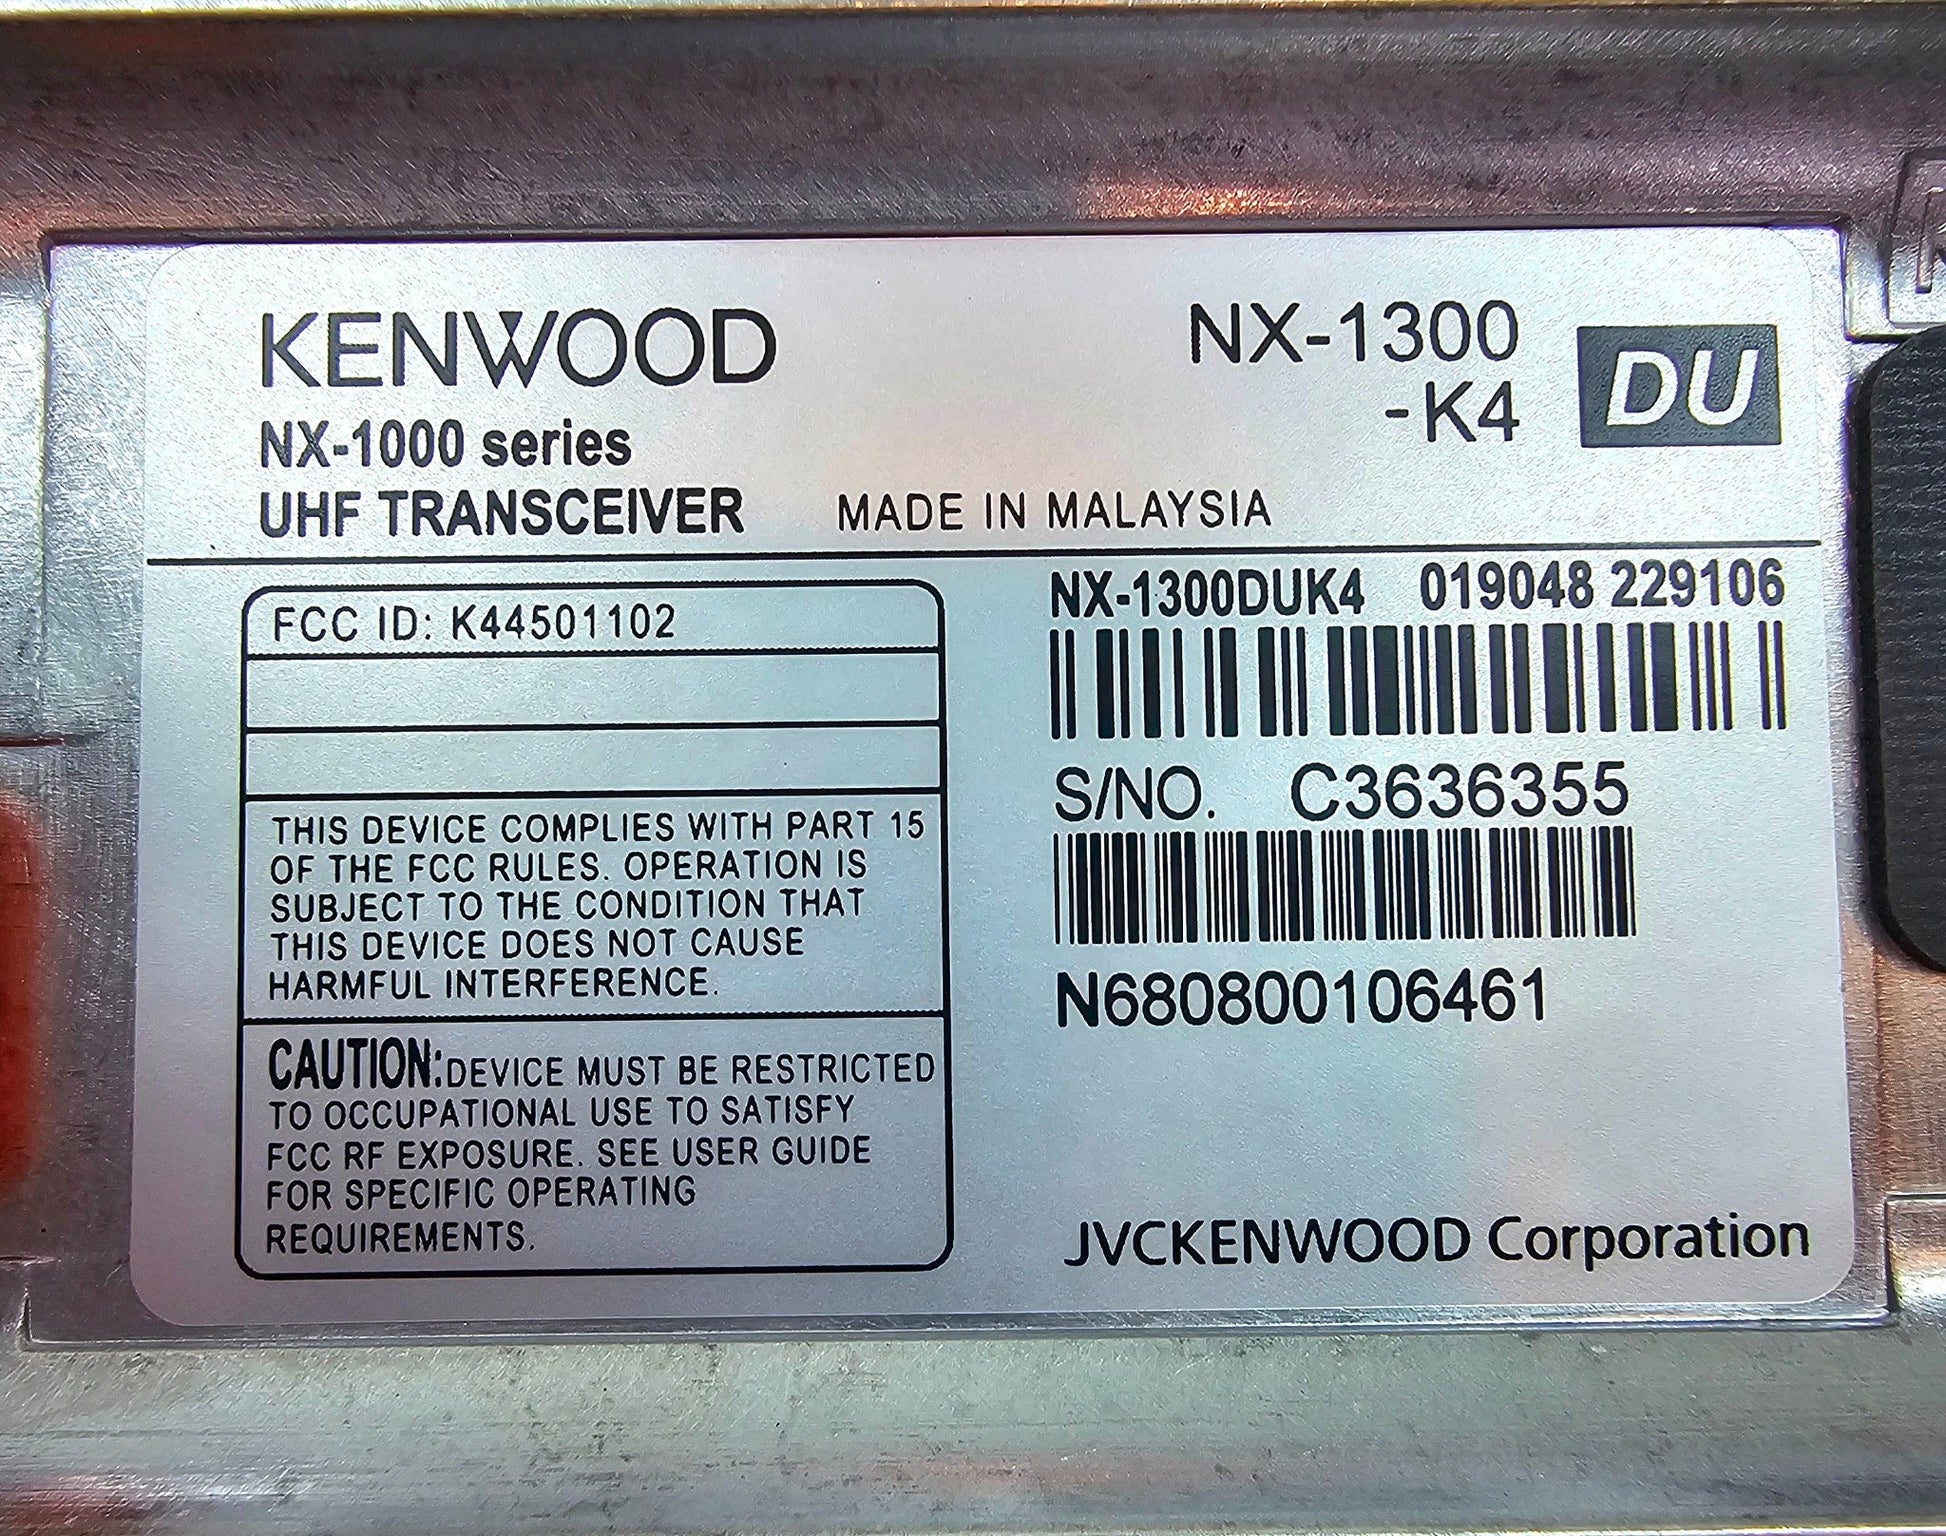 KENWOOD
NX-1000 series
UHF TRANSCEIVER
MADE IN MALAYSIA
NX-1300
-K4
DU
FCC ID: K44501102
THIS DEVICE COMPLIES WITH PART 15
OF THE FCC RULES. OPERATION IS
SUBJECT TO THE CONDITION THAT
THIS DEVICE DOES NOT CAUSE
HARMFUL INTERFERENCE.
CAUTION:DEVICE MUST BE RESTRICTED
TO OCCUPATIONAL USE TO SATISFY
FCC RF EXPOSURE. SEE USER GUIDE
FOR SPECIFIC OPERATING
REQUIREMENTS.
NX-1300DUK4 019048 229106
S/NO. C3636355
N680800106461
JVCKENWOOD Corporation